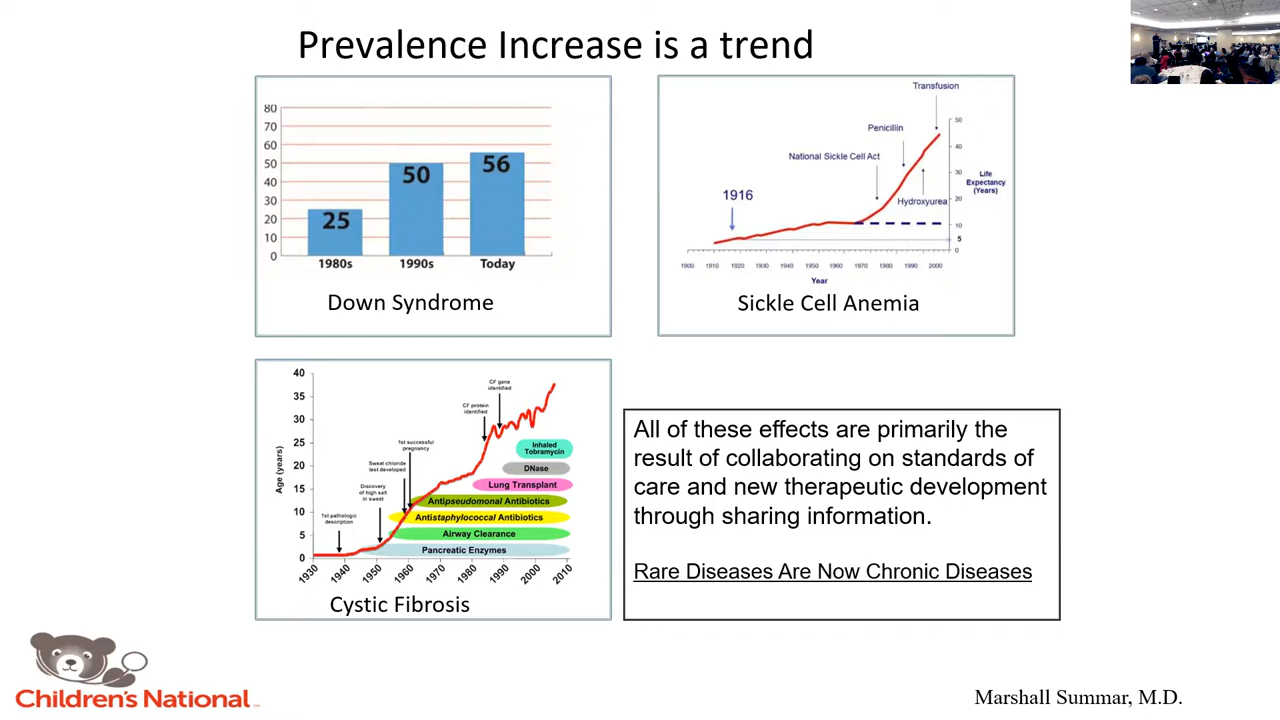 Prevalence Increase is a trend
80
70
60
50
40
30
20
10
0
25
50
56
1980s 1990s Today
Down Syndrome
Transfusion
Penicillin
National Sickle Cell Act
1916
Hydroxyurea
50
40
30
20
10
5
0
Life
Expectancy
(Years)
1900 1910 1920 1930 1940 1950 1960 1970 1980 1990 2000
Year
Sickle Cell Anemia
40
35
30
25
20
15
10
5
0
Age (years)
CF gene
identified
CF protein
identified
1st successful
pregnancy
Sweat chloride
test developed
Discovery
of high salt
in sweat
1st pathologic
description
Inhaled
Tobramycin
DNase
Lung Transplant
Antipseudomonal Antibiotics
Antistaphylococcal Antibiotics
Airway Clearance
Pancreatic Enzymes
1930 1940 1950 1960 1970 1980 1990 2000 2010
Cystic Fibrosis
All of these effects are primarily the
result of collaborating on standards of
care and new therapeutic development
through sharing information.
Rare Diseases Are Now Chronic Diseases
Children's National
Marshall Summar, M.D.